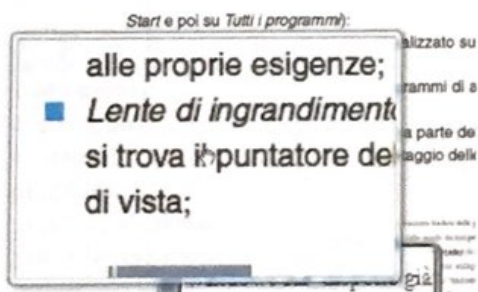 Start e poi su Tutti i programmi):
alizzato su
alle proprie esigenze;
rammi di a
Lente di ingrandimento
a parte de
si trova il puntatore de
aggio delle
di vista;
già